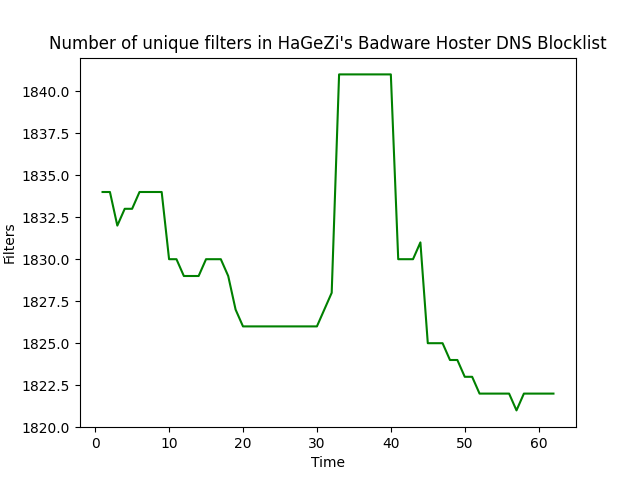 Number of unique filters in HaGeZi's Badware Hoster DNS Blocklist
Filters
1840.0
1837.5
1835.0
1832.5
1830.0
1827.5
1825.0
1822.5
1820.0
0 10 20 30 40 50 60
Time